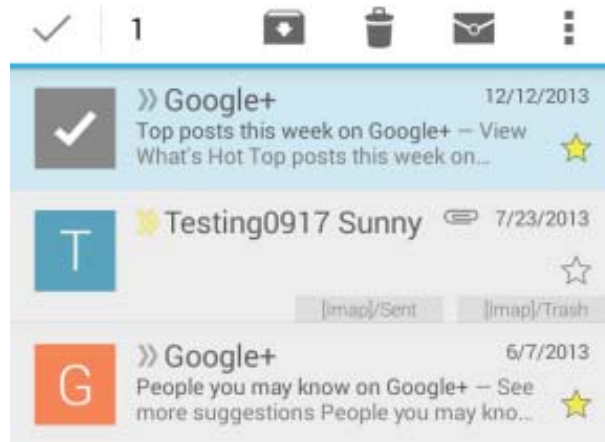 1
Google+ 12/12/2013
Top posts this week on Google+ — View
What's Hot Top posts this week on...
T
Testing0917 Sunny 7/23/2013
[Imap]/Sent [Imap]/Trash
G
Google+ 6/7/2013
People you may know on Google+ — See
more suggestions People you may kno...